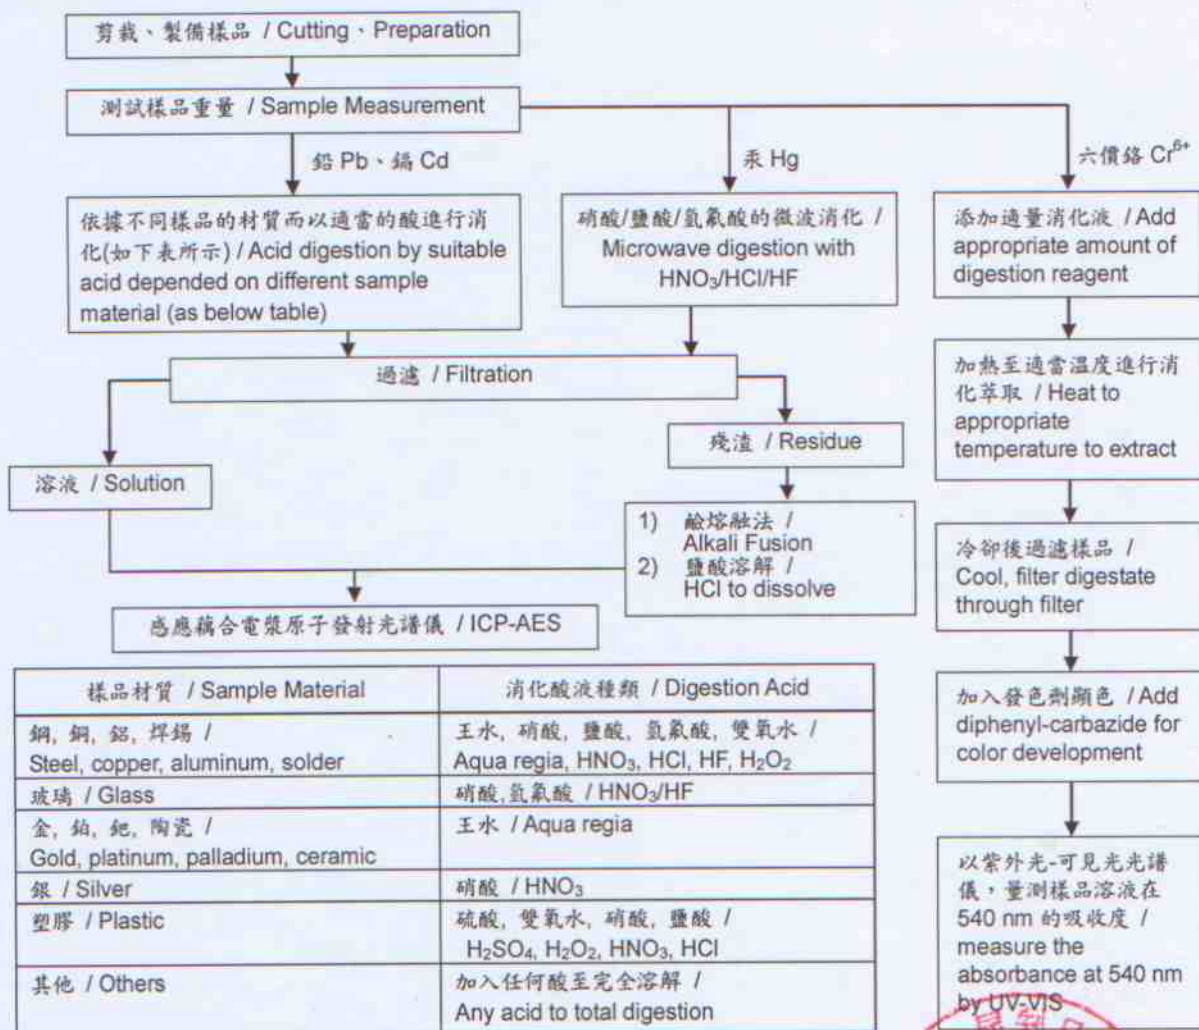 剪裁、製備樣品 / Cutting、Preparation
測試樣品重量 / Sample Measurement
鉛 Pb、鎘 Cd
汞 Hg
六價鉻 Cr⁶⁺
依據不同樣品的材質而以適當的酸進行消
化(如下表所示) / Acid digestion by suitable
acid depended on different sample
material (as below table)
硝酸/鹽酸/氫氟酸的微波消化 /
Microwave digestion with
HNO₃/HCl/HF
添加適量消化液 / Add
appropriate amount of
digestion reagent
過濾 / Filtration
加熱至適當温度進行消
化萃取 / Heat to
appropriate
temperature to extract
殘渣 / Residue
溶液 / Solution
1) 鹼熔融法 /
Alkali Fusion
2) 鹽酸溶解 /
HCl to dissolve
冷卻後過濾樣品 /
Cool, filter digestate
through filter
感應藕合電漿原子發射光譜儀 / ICP-AES
加入發色劑顯色 / Add
diphenyl-carbazide for
color development
以紫外光-可見光光譜
儀，量測樣品溶液在
540 nm 的吸收度 /
measure the
absorbance at 540 nm
by UV-VIS
樣品材質 / Sample Material 消化酸液種類 / Digestion Acid
鋼, 銅, 鋁, 焊錫 /
Steel, copper, aluminum, solder
王水, 硝酸, 鹽酸, 氫氟酸, 雙氧水 /
Aqua regia, HNO₃, HCl, HF, H₂O₂
玻璃 / Glass 硝酸,氫氟酸 / HNO₃/HF
金, 鉑, 鈀, 陶瓷 /
Gold, platinum, palladium, ceramic
王水 / Aqua regia
銀 / Silver 硝酸 / HNO₃
塑膠 / Plastic
硫酸, 雙氧水, 硝酸, 鹽酸 /
H₂SO₄, H₂O₂, HNO₃, HCl
其他 / Others
加入任何酸至完全溶解 /
Any acid to total digestion